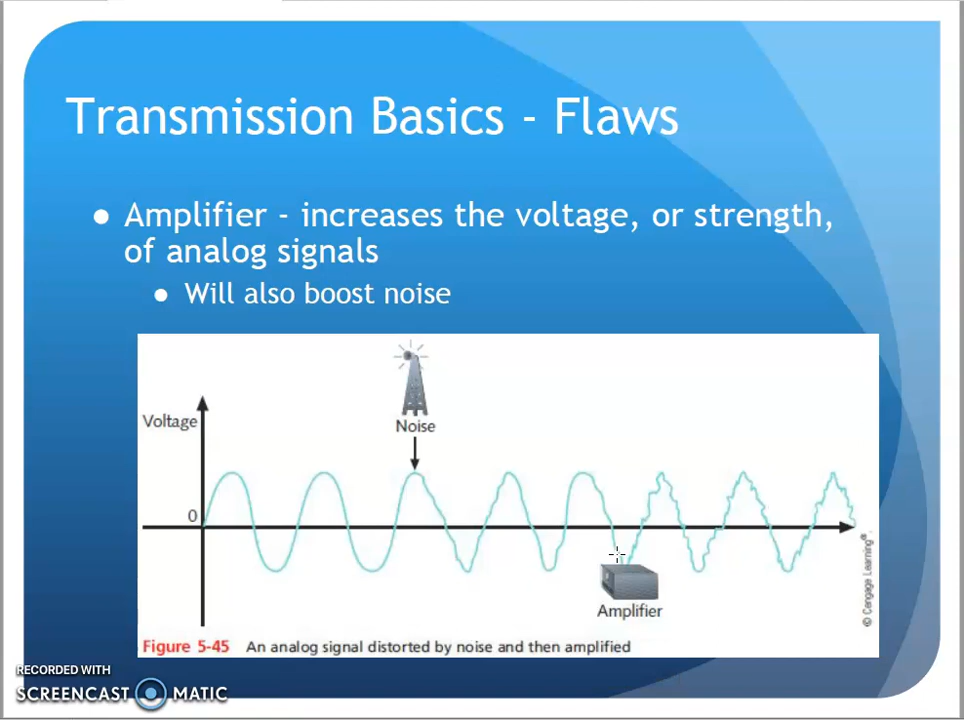 Transmission Basics - Flaws
● Amplifier - increases the voltage, or strength,
of analog signals
● Will also boost noise
Voltage
Noise
0
Amplifier
© Cengage Learning®.
Figure 5-45 An analog signal distorted by noise and then amplified
RECORDED WITH
SCREENCAST MATIC